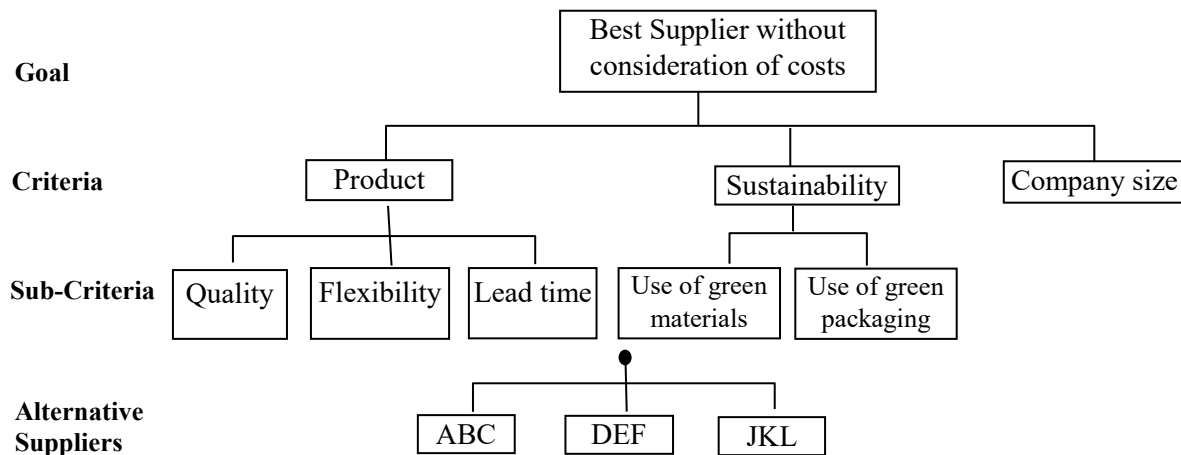 Best Supplier without
consideration of costs
Goal
Criteria
Product
Sustainability
Company size
Sub-Criteria
Quality
Flexibility
Lead time
Use of green
materials
Use of green
packaging
Alternative
Suppliers
ABC
DEF
JKL